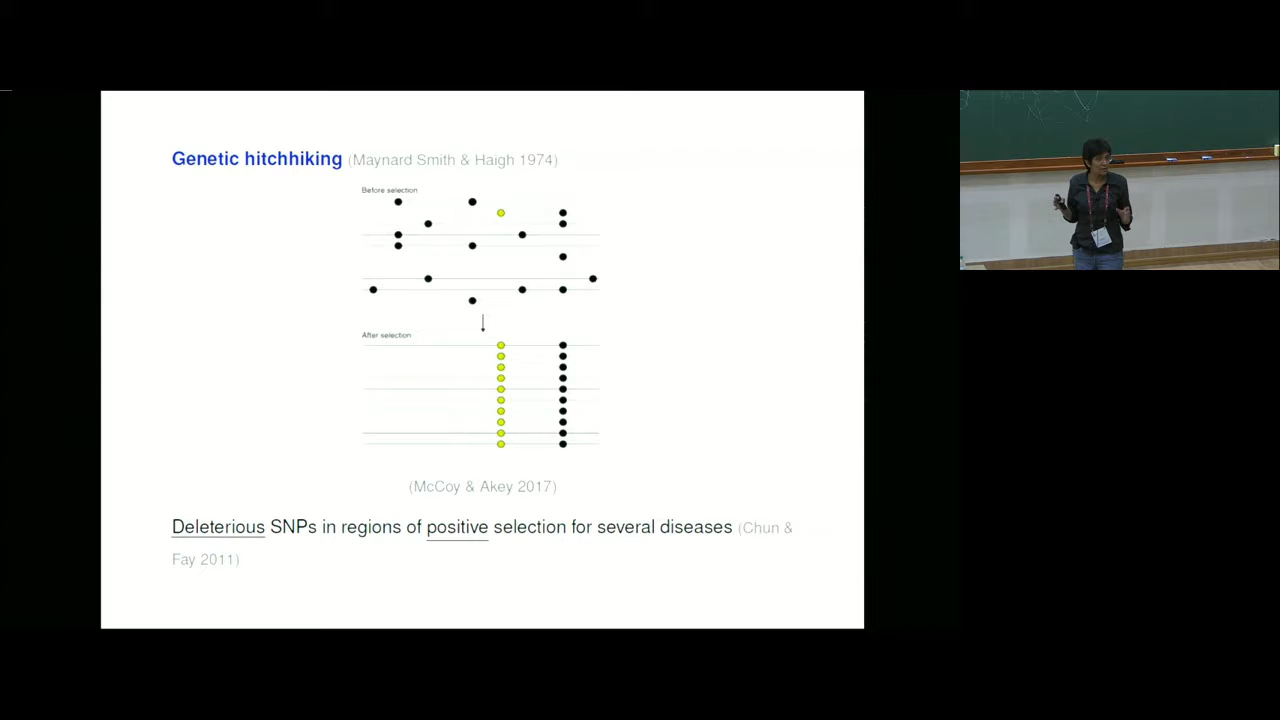 Genetic hitchhiking (Maynard Smith & Haigh 1974)
Before selection
After selection
(McCoy & Akey 2017)
Deleterious SNPs in regions of positive selection for several diseases (Chun &
Fay 2011)